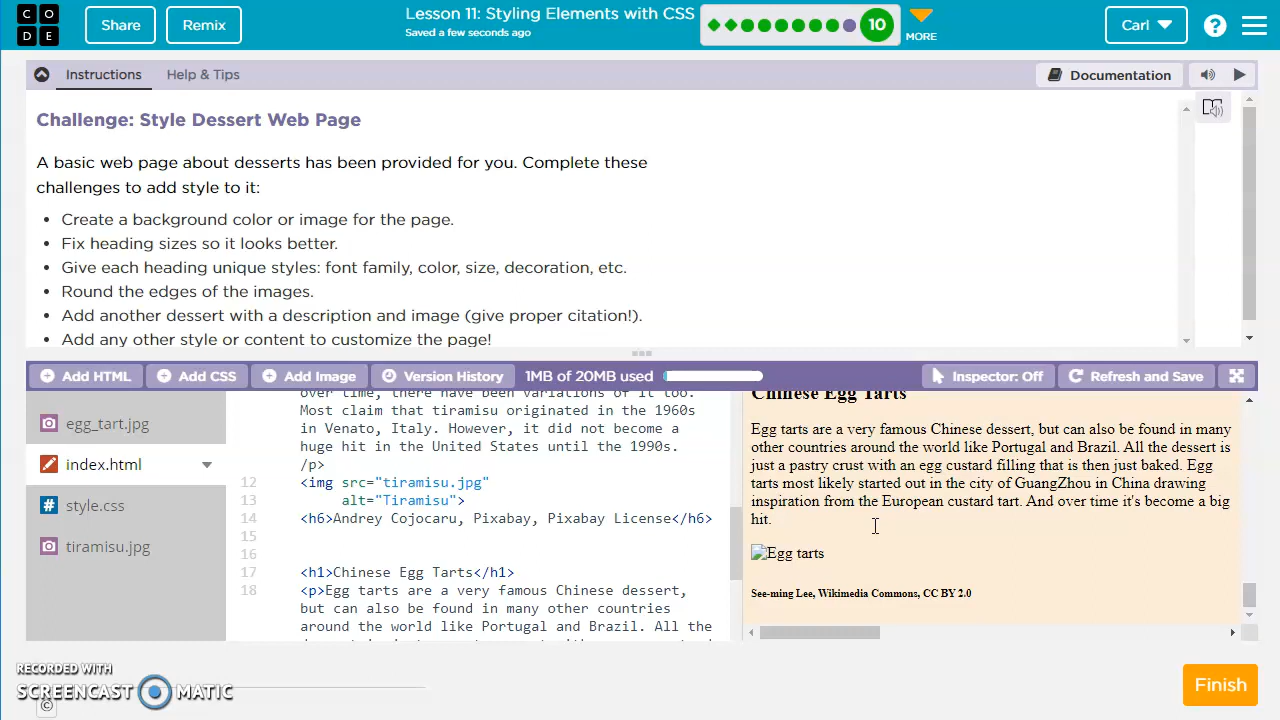 CO
DE
Share
Remix
Lesson 11: Styling Elements with CSS
Saved a few seconds ago
10
MORE
Carl
?
Instructions
Help & Tips
Documentation
Challenge: Style Dessert Web Page
A basic web page about desserts has been provided for you. Complete these
challenges to add style to it:
• Create a background color or image for the page.
• Fix heading sizes so it looks better.
• Give each heading unique styles: font family, color, size, decoration, etc.
• Round the edges of the images.
• Add another dessert with a description and image (give proper citation!).
• Add any other style or content to customize the page!
Add HTML
Add CSS
Add Image
Version History
1MB of 20MB used
Inspector: Off
Refresh and Save
egg_tart.jpg
index.html
style.css
tiramisu.jpg
over time, there have been variations of it too.
Most claim that tiramisu originated in the 1960s
in Venato, Italy. However, it did not become a
huge hit in the United States until the 1990s.
/p>
12 <img src="tiramisu.jpg"
13 alt="Tiramisu">
14 <h6>Andrey Cojocaru, Pixabay, Pixabay License</h6>
15
16
17 <h1>Chinese Egg Tarts</h1>
18 <p>Egg tarts are a very famous Chinese dessert,
but can also be found in many other countries
around the world like Portugal and Brazil. All the
Chinese Egg Tarts
Egg tarts are a very famous Chinese dessert, but can also be found in many
other countries around the world like Portugal and Brazil. All the dessert is
just a pastry crust with an egg custard filling that is then just baked. Egg
tarts most likely started out in the city of GuangZhou in China drawing
inspiration from the European custard tart. And over time it's become a big
hit.
Egg tarts
See-ming Lee, Wikimedia Commons, CC BY 2.0
RECORDED WITH
SCREENCAST MATIC
©
Finish